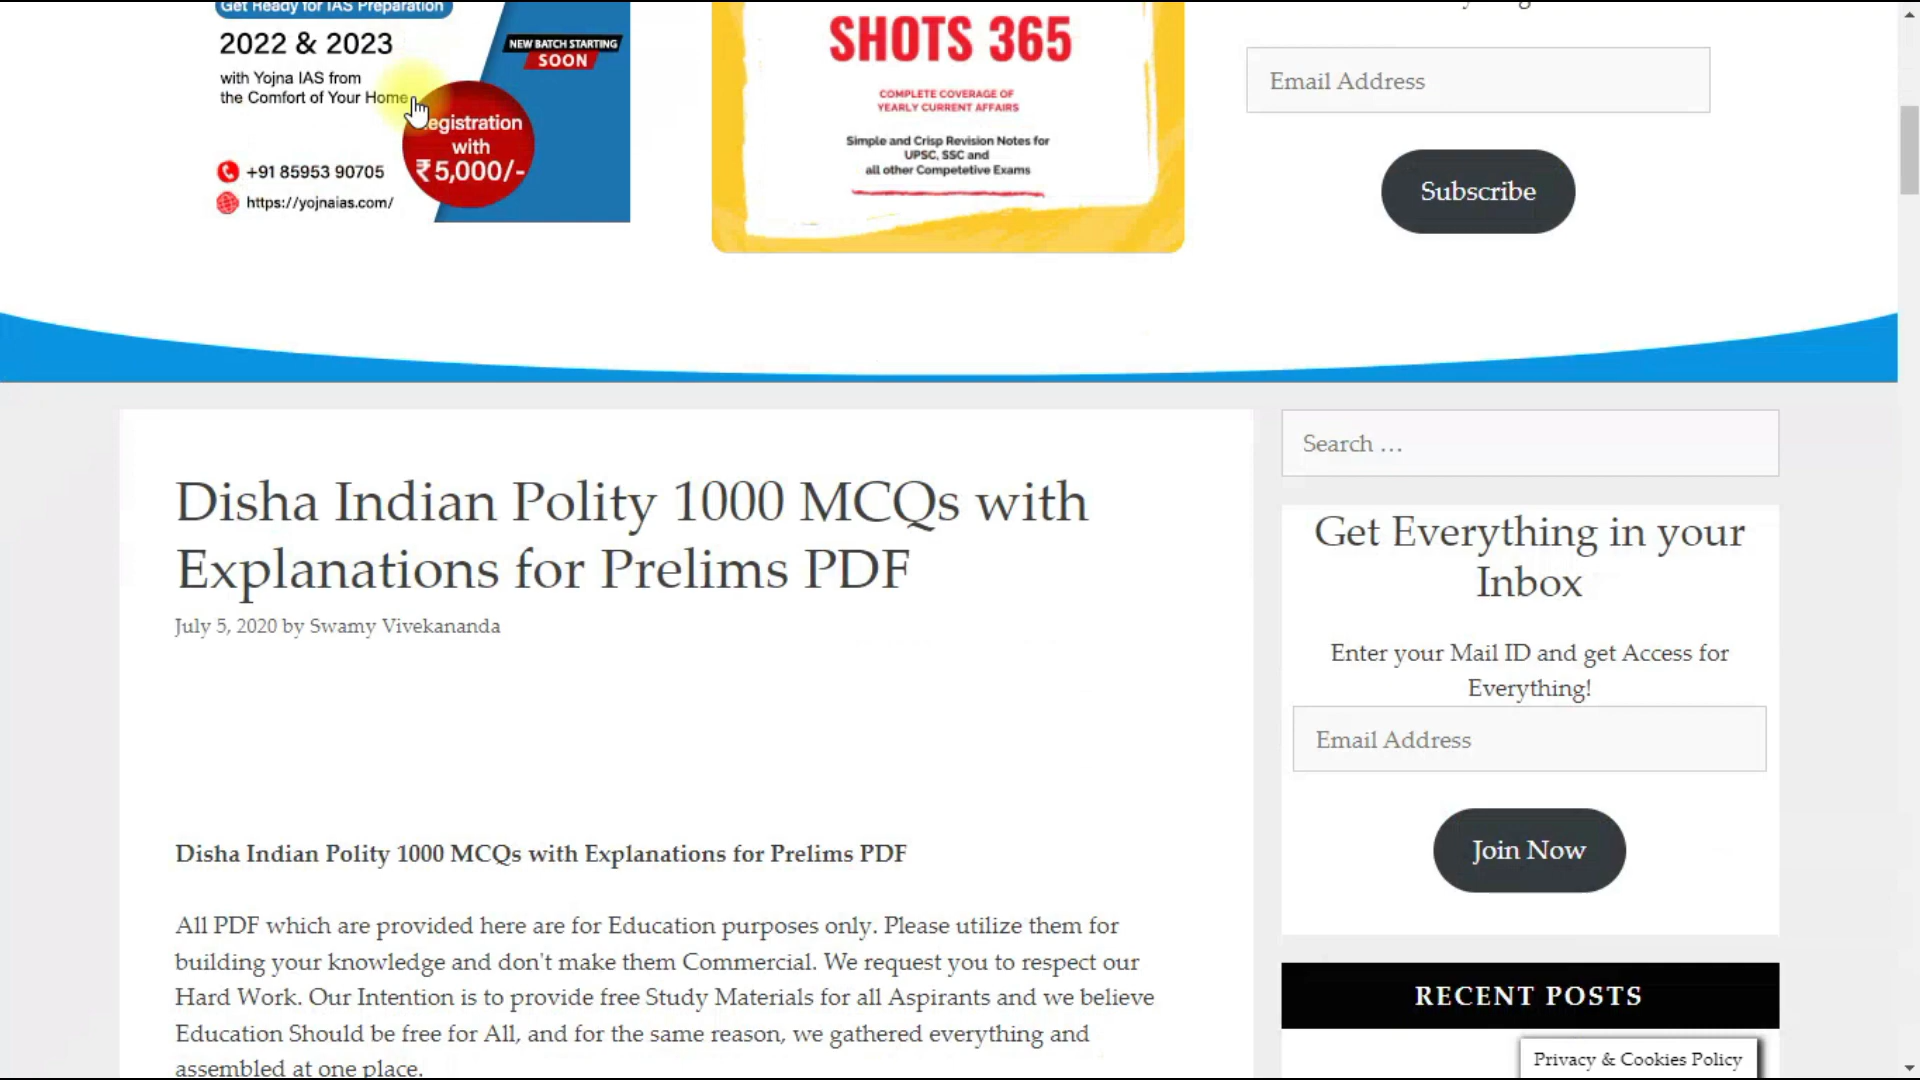 Get Ready for IAS Preparation
2022 & 2023
NEW BATCH STARTING
SOON
with Yojna IAS from
the Comfort of Your Home
egistration
with
₹5,000/-
+91 85953 90705
https://yojnaias.com/
SHOTS 365
COMPLETE COVERAGE OF
YEARLY CURRENT AFFAIRS
Simple and Crisp Revision Notes for
UPSC, SSC and
all other Competetive Exams
Email Address
Subscribe
Disha Indian Polity 1000 MCQs with
Explanations for Prelims PDF
July 5, 2020 by Swamy Vivekananda
Disha Indian Polity 1000 MCQs with Explanations for Prelims PDF
All PDF which are provided here are for Education purposes only. Please utilize them for
building your knowledge and don't make them Commercial. We request you to respect our
Hard Work. Our Intention is to provide free Study Materials for all Aspirants and we believe
Education Should be free for All, and for the same reason, we gathered everything and
assembled at one place.
Search …
Get Everything in your
Inbox
Enter your Mail ID and get Access for
Everything!
Email Address
Join Now
RECENT POSTS
Privacy & Cookies Policy